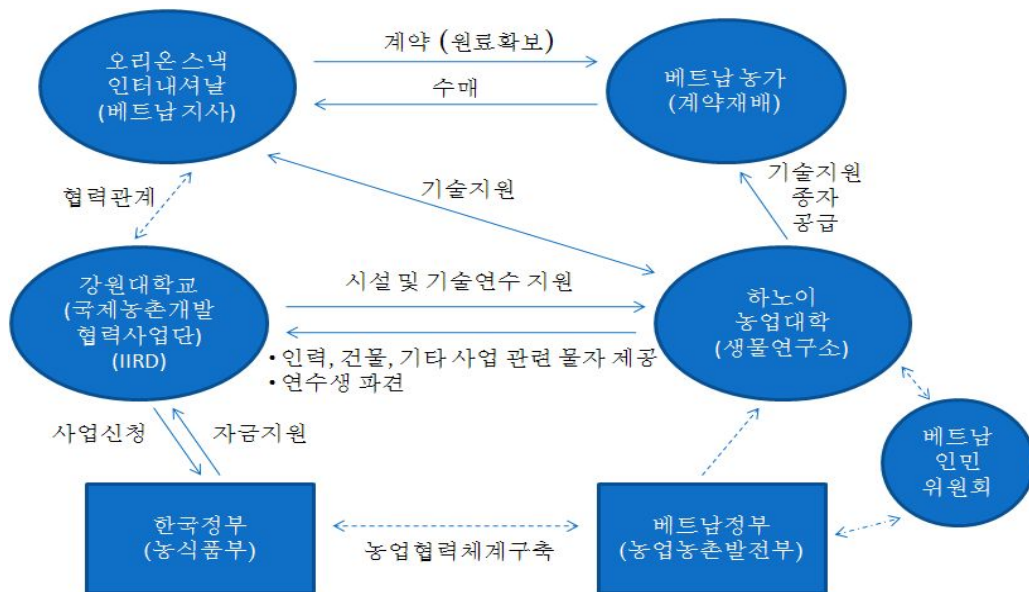 오리온 스낵
인터내셔날
(베트남 지사)
계약 (원료확보)
수매
베트남 농가
(계약재배)
협력관계
기술지원
기술지원
종자
공급
강원대학교
(국제농촌개발
협력사업단)
(IIRD)
시설 및 기술연수 지원
• 인력, 건물, 기타 사업 관련 물자 제공
• 연수생 파견
하노이
농업대학
(생물연구소)
사업신청
자금지원
베트남
인민
위원회
한국정부
(농식품부)
농업협력체계구축
베트남정부
(농업농촌발전부)